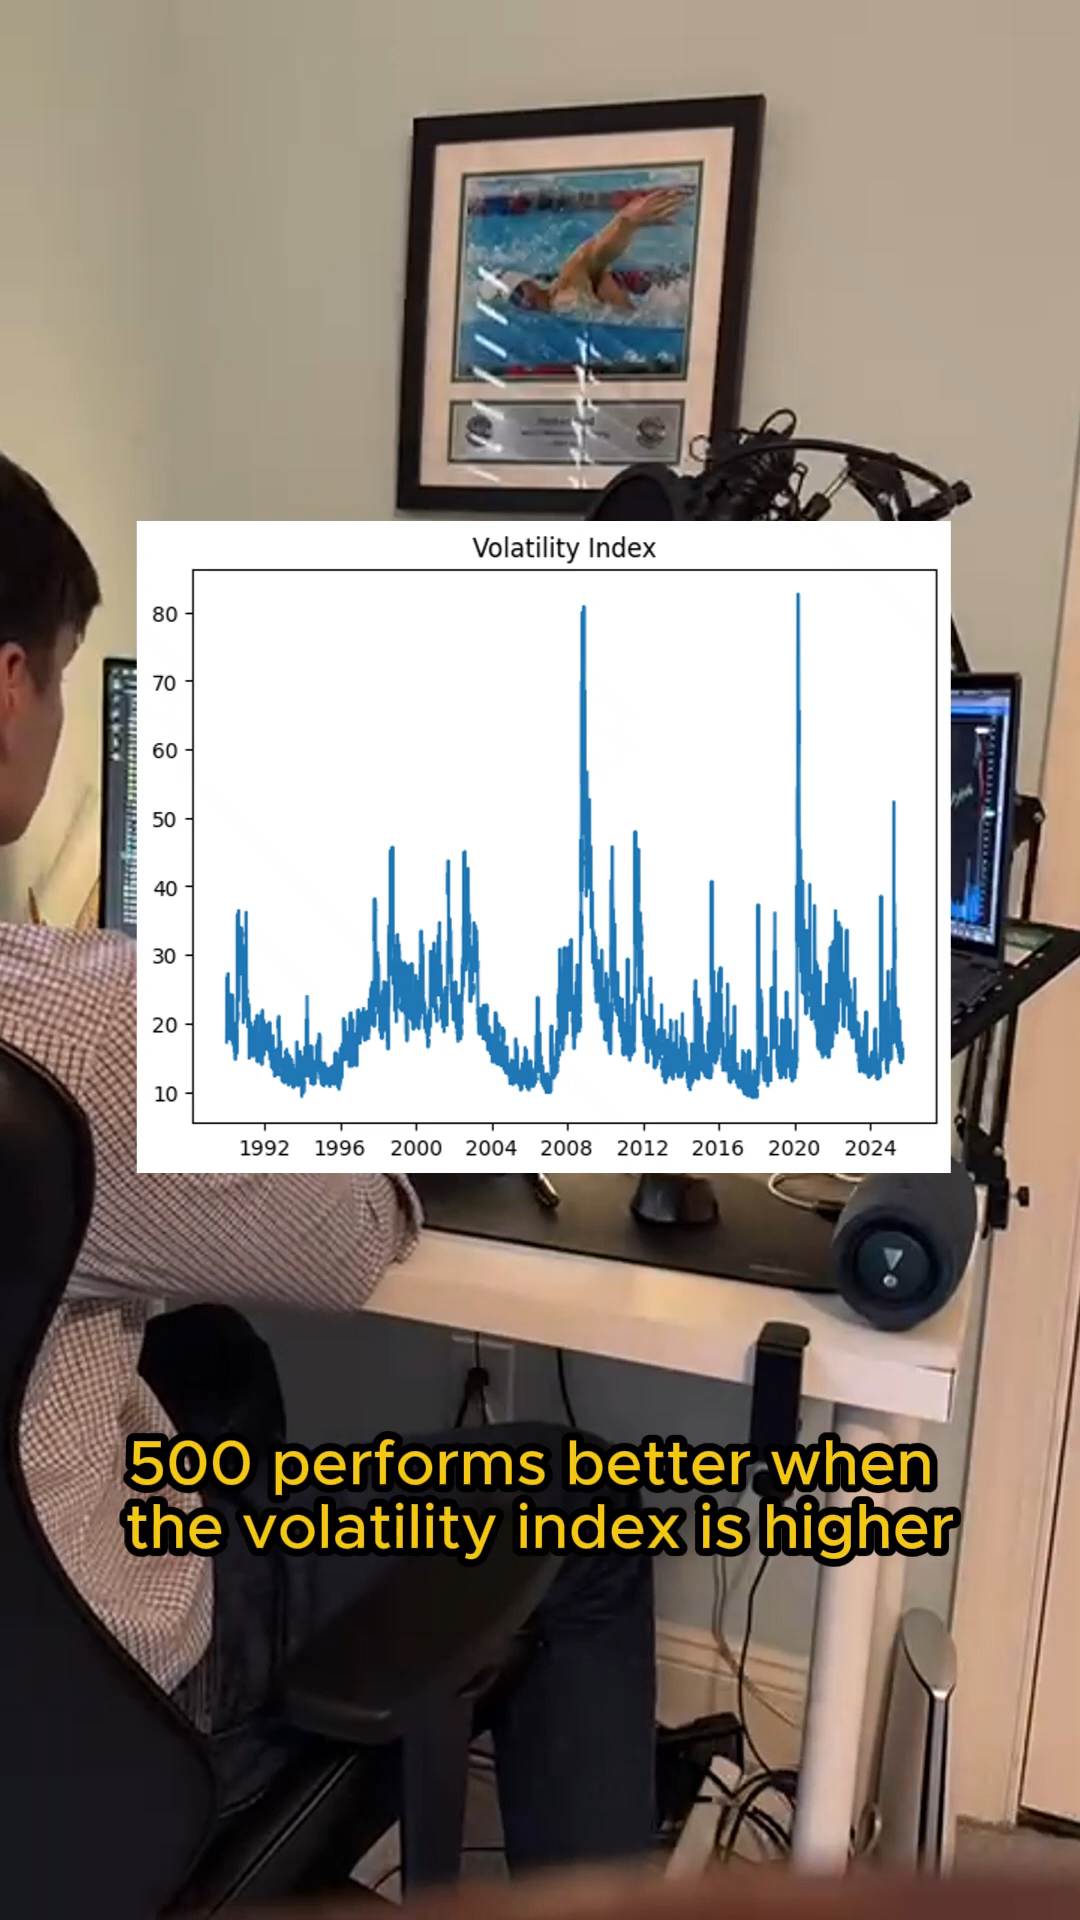 Volatility Index
80
70
60
50
40
30
20
10
1992 1996 2000 2004 2008 2012 2016 2020 2024
500 performs better when
the volatility index is higher